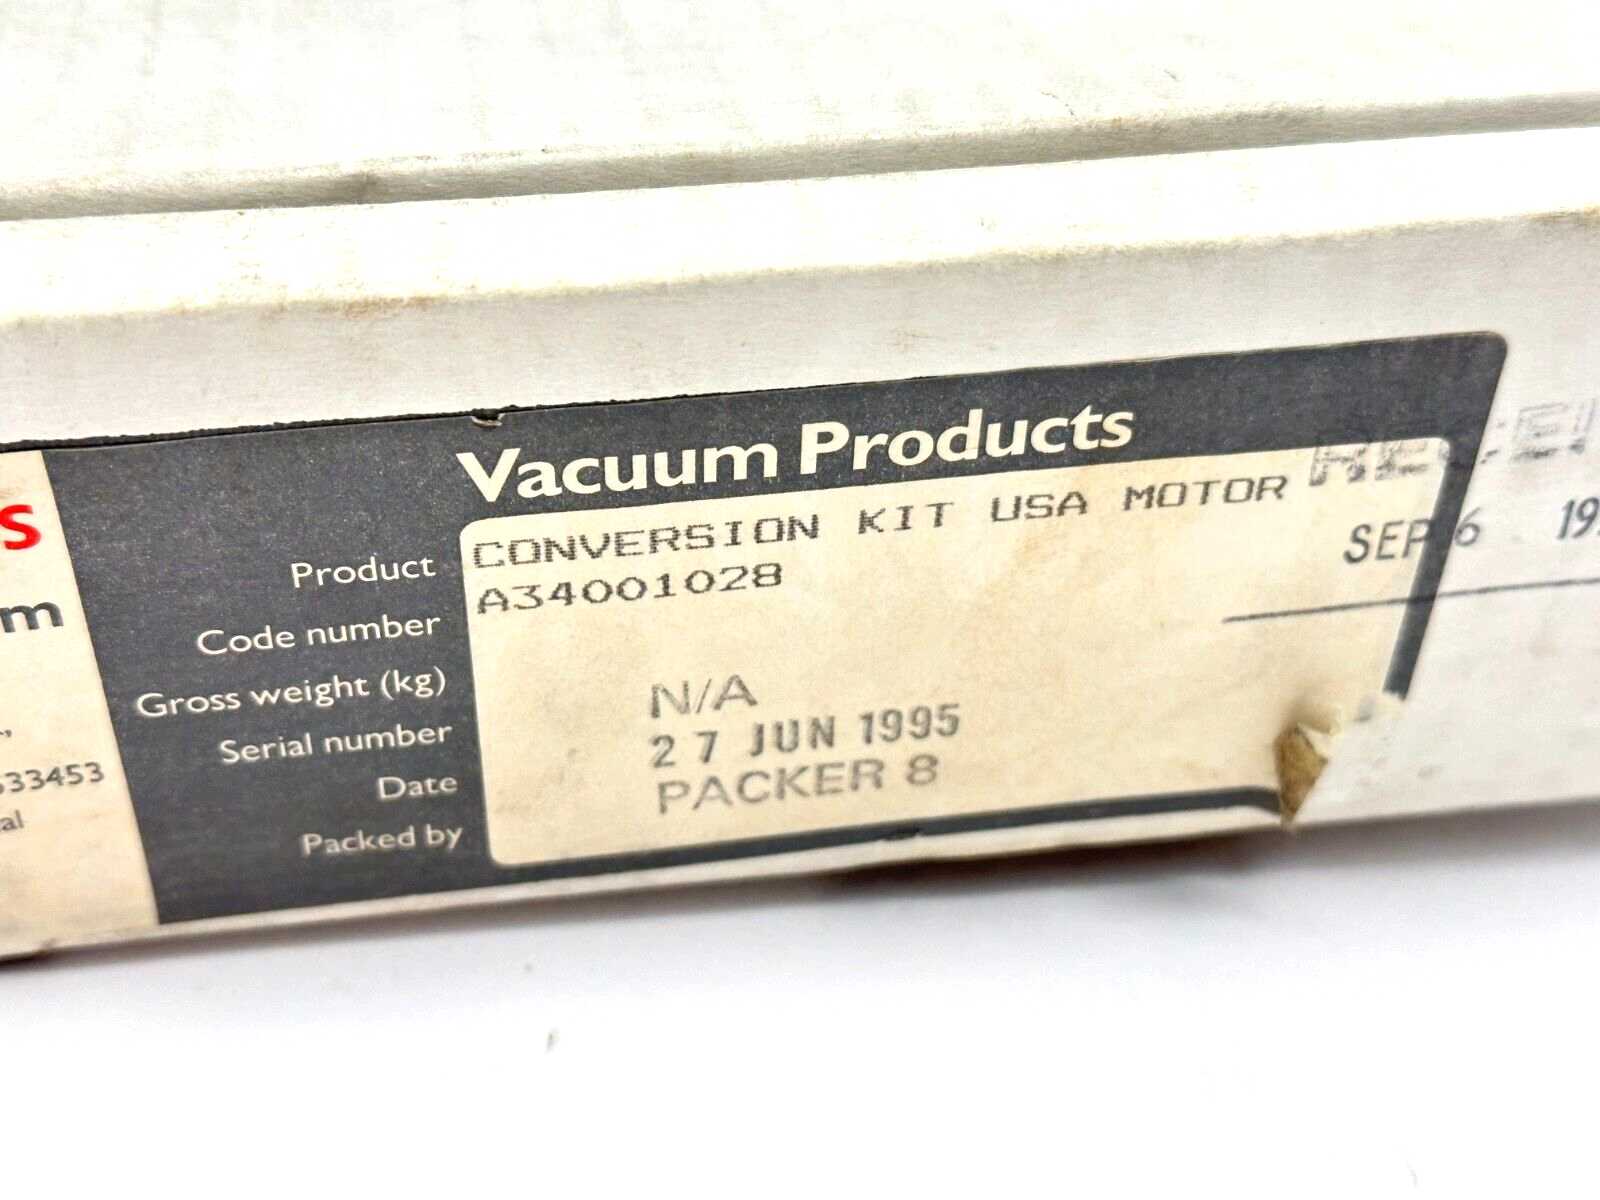 Vacuum Products
Product CONVERSION KIT USA MOTOR
Code number A34001028
Gross weight (kg)
Serial number N/A
Date 27 JUN 1995
Packed by PACKER 8
SEP 6
s
m
33453
al